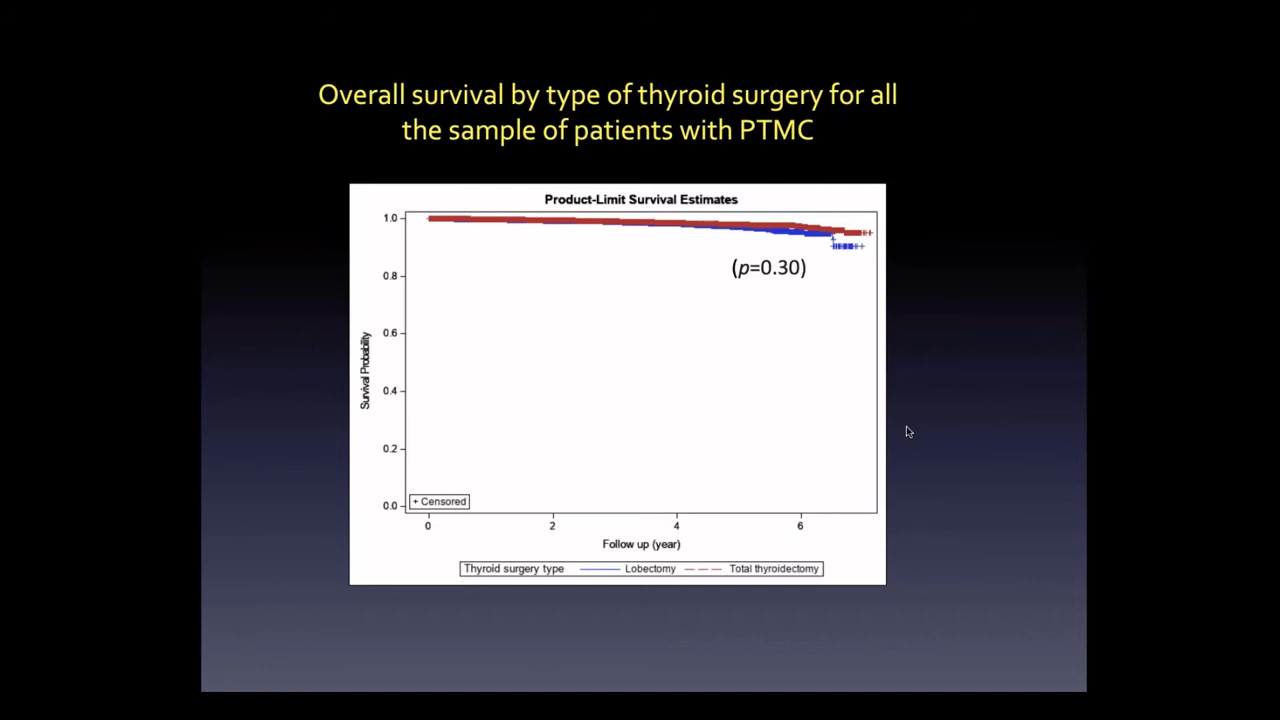 Overall survival by type of thyroid surgery for all
the sample of patients with PTMC
Product-Limit Survival Estimates
1.0
0.8
0.6
0.4
0.2
0.0
Survival Probability
(p=0.30)
+ Censored
0 2 4 6
Follow up (year)
Thyroid surgery type Lobectomy Total thyroidectomy